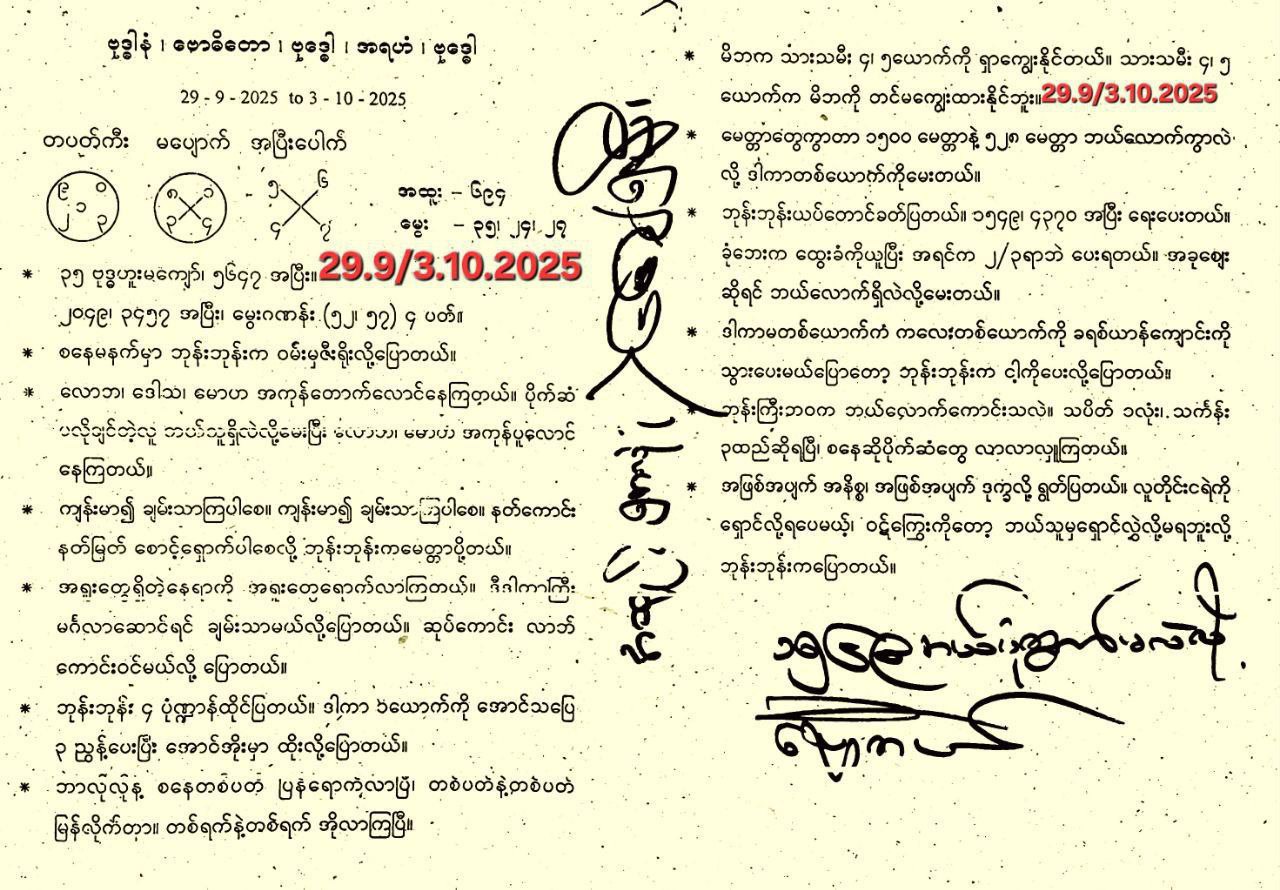 ဗုဒ္ဓါနံ ၊ ဗောဓိတော ၊ ဗုဒ္ဓေါ ၊ အရဟံ ၊ ဗုဒ္ဓေါ
29 - 9 - 2025 to 3 - 10 - 2025
တပတ်ကီး မပျောက် အပြီးပေါက်
၉ ၀
၁
၂ ၃
၈ ၁
၃ ၄
- ၅ ၆
၄ ၇
အထူး - ၆၉၄
မွေး - ၃၅၊ ၂၄၊ ၂၇
* ၃၅ ဗုဒ္ဓဟူးမကျော်၊ ၅၆၄၇ အပြီး။ 29.9/3.10.2025
၂၀၄၉၊ ၃၄၅၇ အပြီး၊ မွေးဂဏန်း (၅၂၊ ၅၇) ၄ ပတ်။
* စနေမနက်မှာ ဘုန်းဘုန်းက ဝမ်းမှဇီးရိုးလို့ပြောတယ်။
* လောဘ၊ ဒေါသ၊ မောဟ အကုန်တောက်လောင်နေကြတယ်။ ပိုက်ဆံ
မလိုချင်တဲ့လူ ဘယ်သူရှိလဲလို့မေးပြီး လောဘ၊ မောဟ အကုန်ပူလောင်
နေကြတယ်။
* ကျန်းမာ၍ ချမ်းသာကြပါစေ။ ကျန်းမာ၍ ချမ်းသာကြပါစေ။ နတ်ကောင်း
နတ်မြတ် စောင့်ရှောက်ပါစေလို့ ဘုန်းဘုန်းကမေတ္တာပို့တယ်။
* အရူးတွေရှိတဲ့နေရာကို အရူးတွေရောက်လာကြတယ်။ ဒီဒါကာကြီး
မင်္ဂလာဆောင်ရင် ချမ်းသာမယ်လို့ပြောတယ်။ ဆုပ်ကောင်း လာဘ်
ကောင်းဝင်မယ်လို့ ပြောတယ်။
* ဘုန်းဘုန်း ၄ ပုံဏ္ဍာန်ထိုင်ပြတယ်။ ဒါကာ ၁ယောက်ကို အောင်သပြေ
၃ ညွန့်ပေးပြီး အောင်အိုးမှာ ထိုးလို့ပြောတယ်။
* ဘာလိုလိုနဲ့ စနေတစ်ပတ် ပြန်ရောက်လာပြီ၊ တစ်ပတ်နဲ့တစ်ပတ်
မြန်လိုက်တာ။ တစ်ရက်နဲ့တစ်ရက် အိုလာကြပြီ။
* မိဘက သားသမီး ၄၊ ၅ယောက်ကို ရှာကျွေးနိုင်တယ်။ သားသမီး ၄၊ ၅
ယောက်က မိဘကို တင်မကျွေးထားနိုင်ဘူး။ 29.9/3.10.2025
* မေတ္တာတွေကွာတာ ၁၅၀၀ မေတ္တာနဲ့ ၅၂၈ မေတ္တာ ဘယ်လောက်ကွာလဲ
လို့ ဒါကာတစ်ယောက်ကိုမေးတယ်။
* ဘုန်းဘုန်းယပ်တောင်ခတ်ပြတယ်။ ၁၅၄၉၊ ၄၃၇၀ အပြီး ရေးပေးတယ်။
ခုံဘေးက ထွေးခံကိုယူပြီး အရင်က ၂/၃ရာဘဲ ပေးရတယ်။ အခုဈေး
ဆိုရင် ဘယ်လောက်ရှိလဲလို့မေးတယ်။
* ဒါကာမတစ်ယောက်က ကလေးတစ်ယောက်ကို ခရစ်ယာန်ကျောင်းကို
သွားပေးမယ်ပြောတော့ ဘုန်းဘုန်းက ငါ့ကိုပေးလို့ပြောတယ်။
* ဘုန်းကြီးဘဝက ဘယ်လောက်ကောင်းသလဲ။ သပိတ် ၁လုံး၊ သင်္ကန်း
၃ထည်ဆိုရပြီ၊ စနေဆိုပိုက်ဆံတွေ လာလာလှူကြတယ်။
* အဖြစ်အပျက် အနိစ္စ၊ အဖြစ်အပျက် ဒုက္ခလို့ ရွတ်ပြတယ်။ လူတိုင်းငရဲကို
ရှောင်လို့ရပေမယ့်၊ ဝဋ်ကြွေးကိုတော့ ဘယ်သူမှရှောင်လွှဲလို့မရဘူးလို့
ဘုန်းဘုန်းကပြောတယ်။